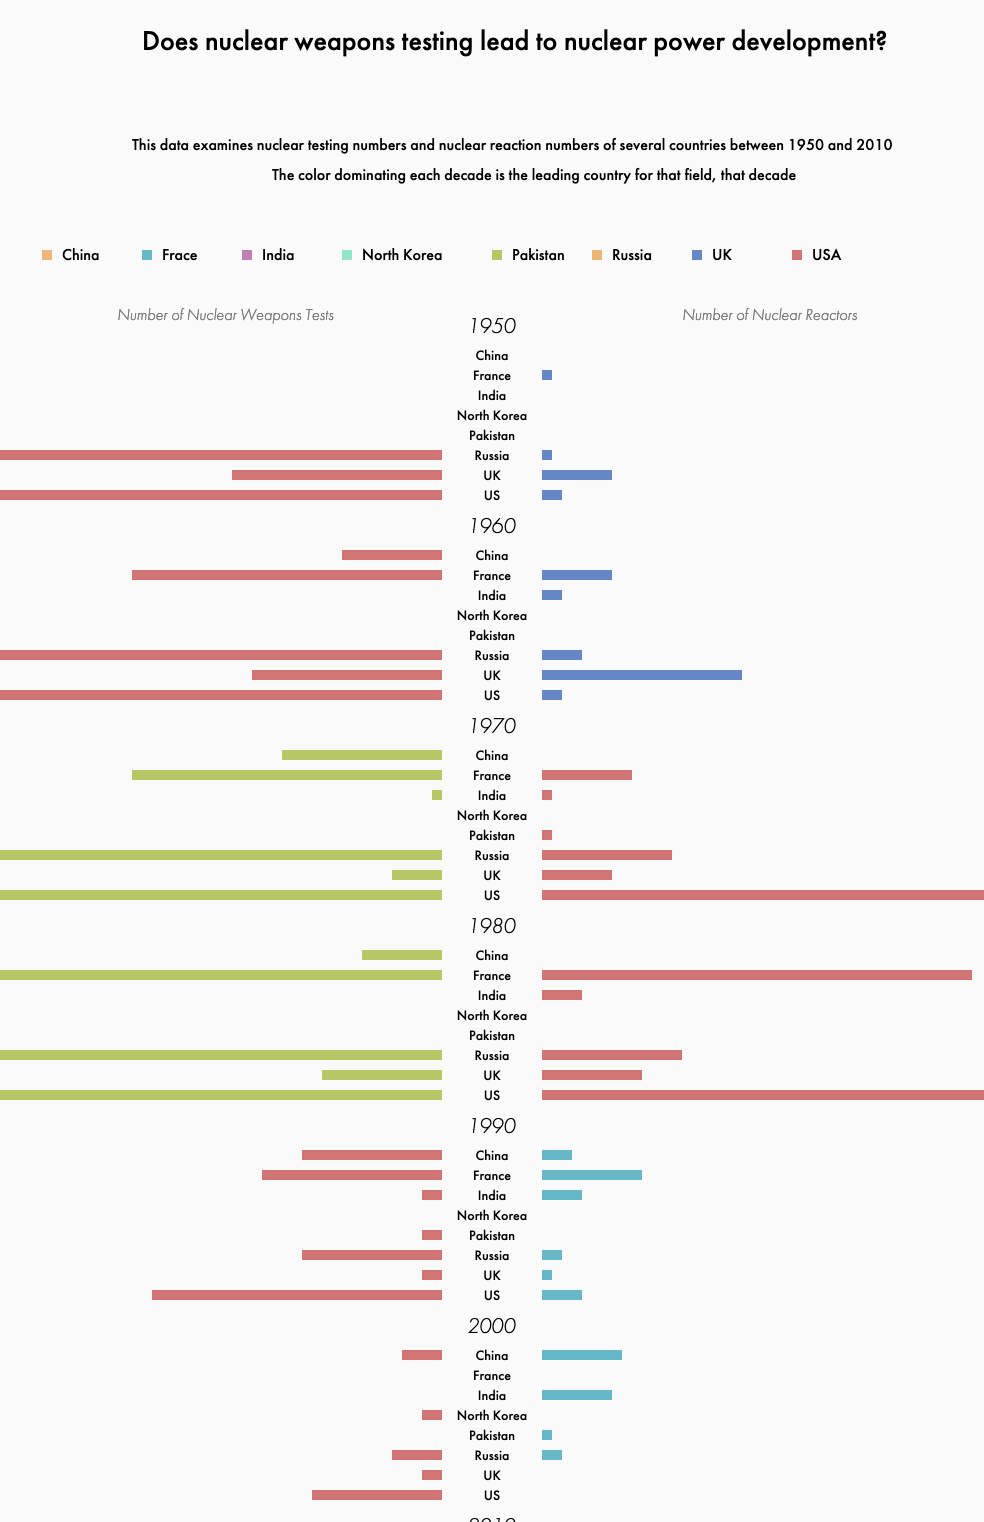 Does nuclear weapons testing lead to nuclear power development?
This data examines nuclear testing numbers and nuclear reaction numbers of several countries between 1950 and 2010
The color dominating each decade is the leading country for that field, that decade
China Frace India North Korea Pakistan Russia UK USA
Number of Nuclear Weapons Tests Number of Nuclear Reactors
1950
China
France
India
North Korea
Pakistan
Russia
UK
US
1960
China
France
India
North Korea
Pakistan
Russia
UK
US
1970
China
France
India
North Korea
Pakistan
Russia
UK
US
1980
China
France
India
North Korea
Pakistan
Russia
UK
US
1990
China
France
India
North Korea
Pakistan
Russia
UK
US
2000
China
France
India
North Korea
Pakistan
Russia
UK
US